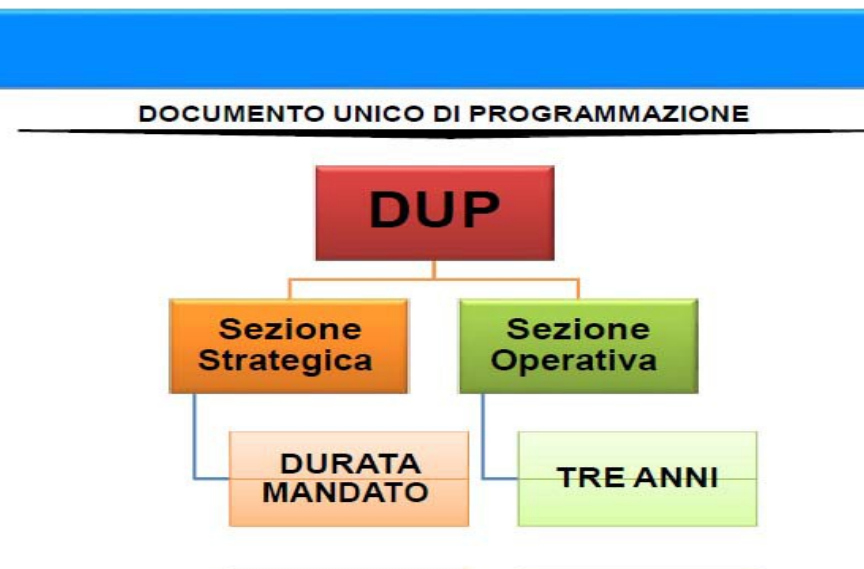 DOCUMENTO UNICO DI PROGRAMMAZIONE
DUP
Sezione
Strategica
Sezione
Operativa
DURATA
MANDATO
TRE ANNI